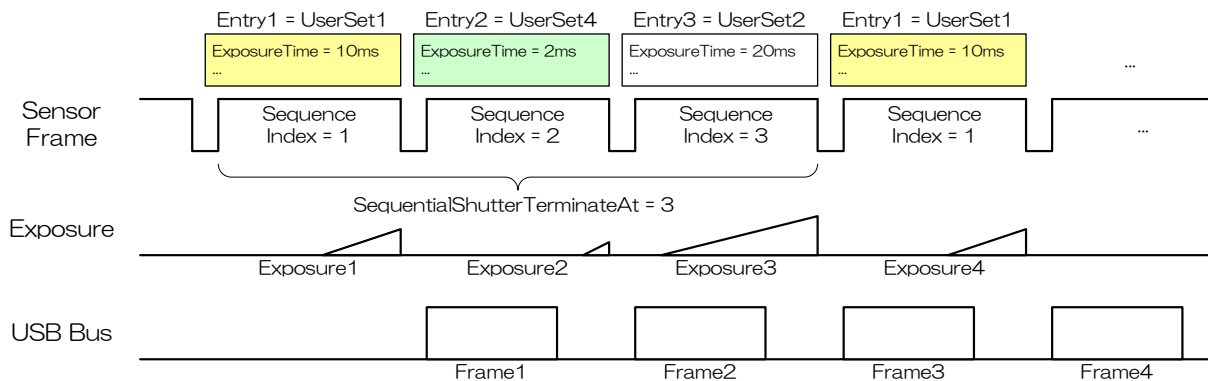 Entry1 = UserSet1
Entry2 = UserSet4
Entry3 = UserSet2
Entry1 = UserSet1
ExposureTime = 10ms
...
ExposureTime = 2ms
...
ExposureTime = 20ms
...
ExposureTime = 10ms
...
...
Sensor
Frame
Sequence
Index = 1
Sequence
Index = 2
Sequence
Index = 3
Sequence
Index = 1
...
SequentialShutterTerminateAt = 3
Exposure
Exposure1
Exposure2
Exposure3
Exposure4
USB Bus
Frame1
Frame2
Frame3
Frame4